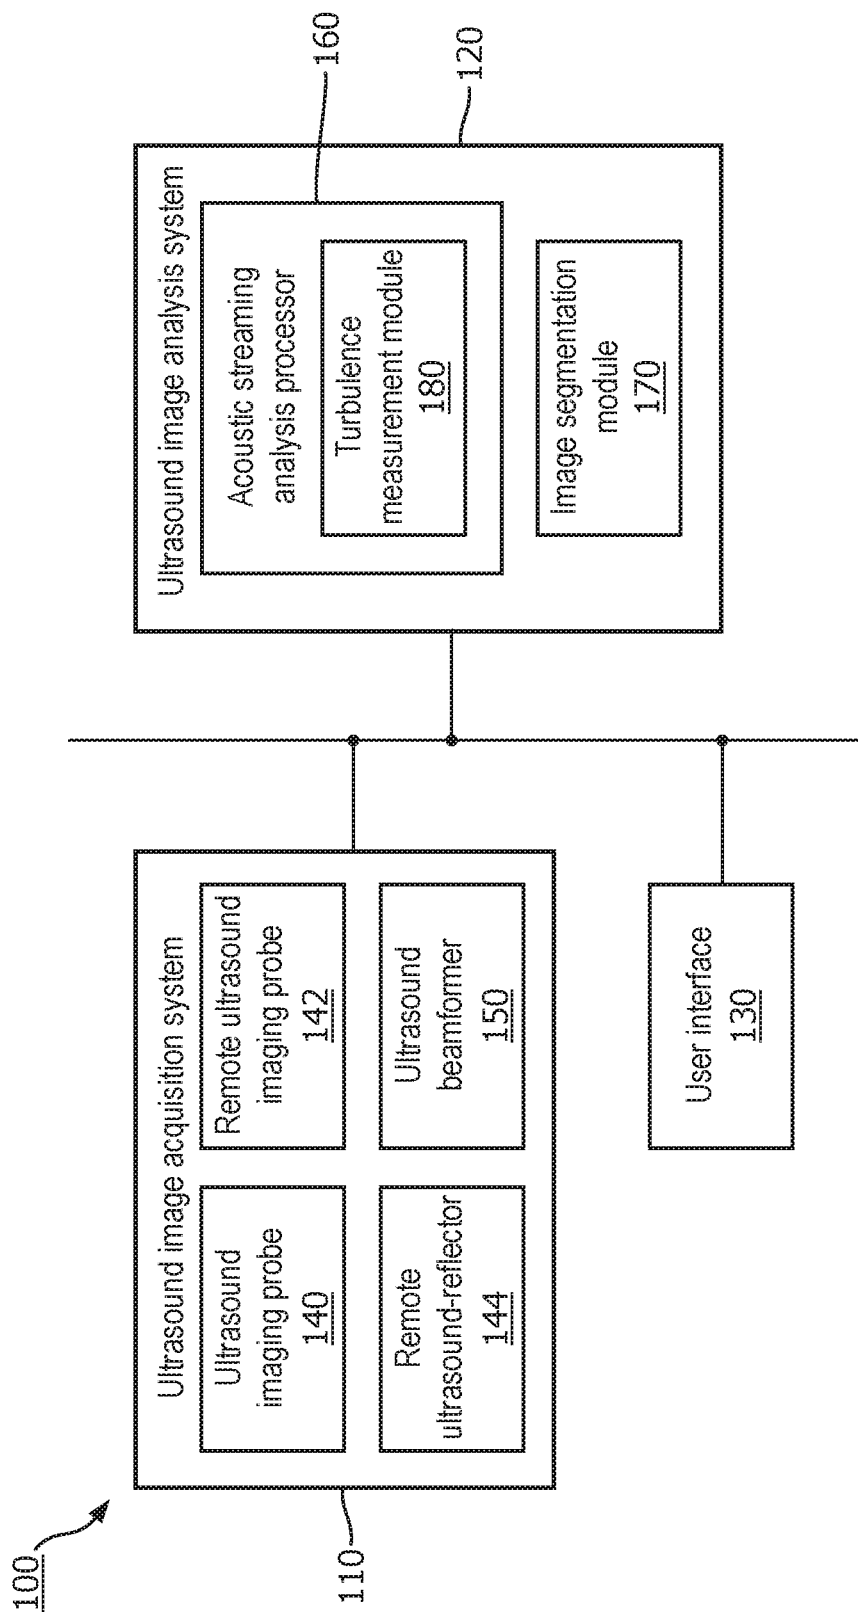 100
110
Ultrasound image acquisition system
Ultrasound
imaging probe
140
Remote ultrasound
imaging probe
142
Remote
ultrasound-reflector
144
Ultrasound
beamformer
150
User interface
130
Ultrasound image analysis system
Acoustic streaming
analysis processor
Turbulence
measurement module
180
Image segmentation
module
170
160
120